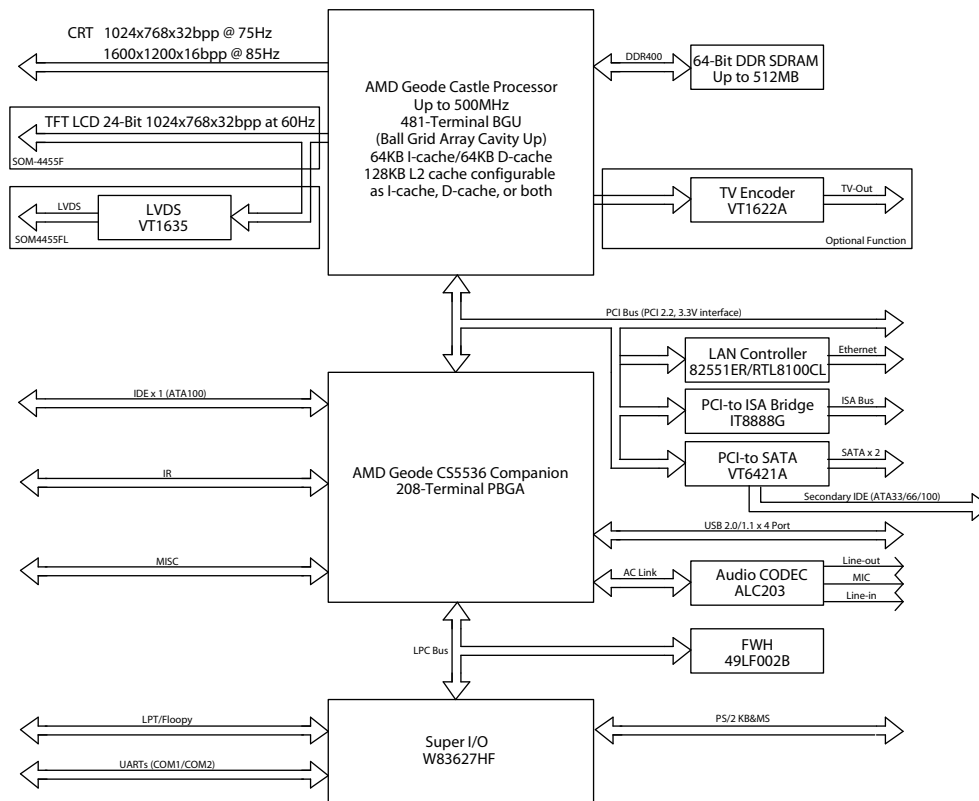 CRT 1024x768x32bpp @ 75Hz
1600x1200x16bpp @ 85Hz
TFT LCD 24-Bit 1024x768x32bpp at 60Hz
SOM-4455F
LVDS
LVDS
VT1635
SOM4455FL
AMD Geode Castle Processor
Up to 500MHz
481-Terminal BGU
(Ball Grid Array Cavity Up)
64KB I-cache/64KB D-cache
128KB L2 cache configurable
as I-cache, D-cache, or both
DDR400
64-Bit DDR SDRAM
Up to 512MB
TV Encoder
VT1622A
TV-Out
Optional Function
PCI Bus (PCI 2.2, 3.3V interface)
LAN Controller
82551ER/RTL8100CL
Ethernet
PCI-to ISA Bridge
IT8888G
ISA Bus
PCI-to SATA
VT6421A
SATA x 2
Secondary IDE (ATA33/66/100)
IDE x 1 (ATA100)
IR
MISC
AMD Geode CS5536 Companion
208-Terminal PBGA
USB 2.0/1.1 x 4 Port
AC Link
Audio CODEC
ALC203
Line-out
MIC
Line-in
LPC Bus
FWH
49LF002B
LPT/Floopy
UARTs (COM1/COM2)
Super I/O
W83627HF
PS/2 KB&MS